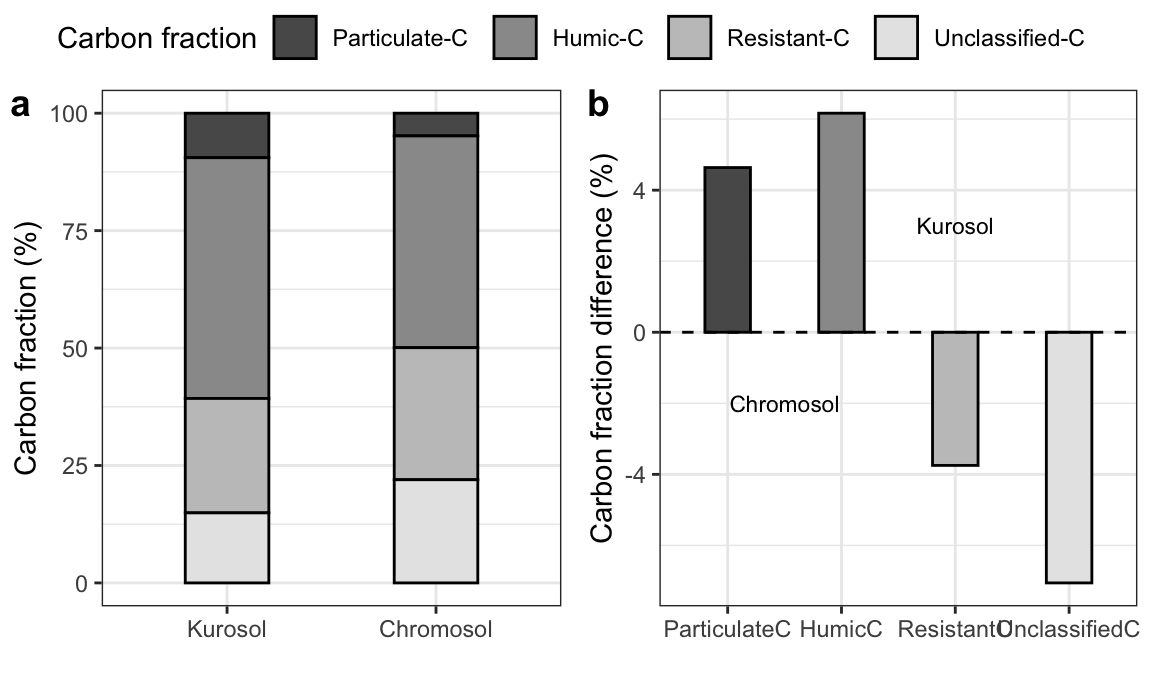 Carbon fraction Particulate-C Humic-C Resistant-C Unclassified-C
a
Carbon fraction (%)
100
75
50
25
0
Kurosol Chromosol
b
Carbon fraction difference (%)
4
0
-4
Kurosol
Chromosol
ParticulateC HumicC ResistantC UnclassifiedC